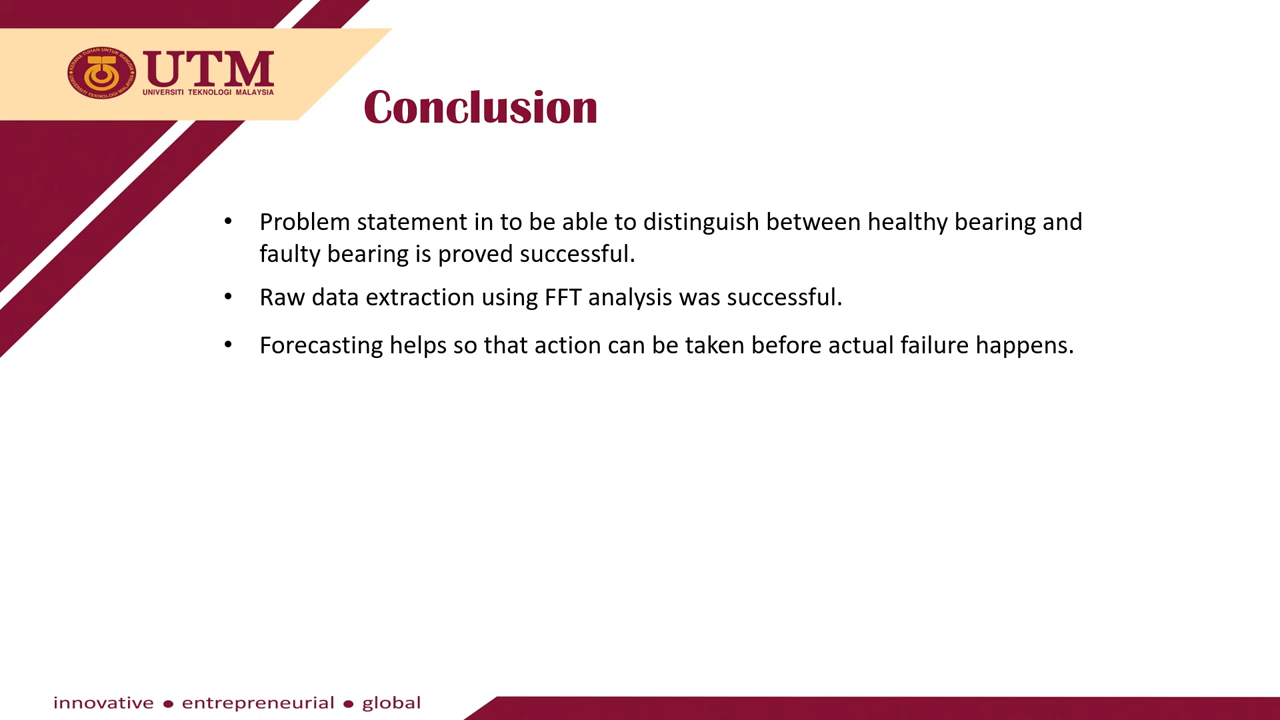 UTM
UNIVERSITI TEKNOLOGI MALAYSIA
Conclusion
• Problem statement in to be able to distinguish between healthy bearing and
faulty bearing is proved successful.
• Raw data extraction using FFT analysis was successful.
• Forecasting helps so that action can be taken before actual failure happens.
innovative ● entrepreneurial ● global